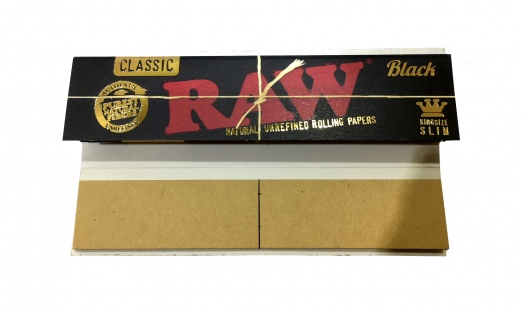 CLASSIC
RAW
Black
NATURAL UNREFINED ROLLING PAPERS
KINGSIZE
SLIM